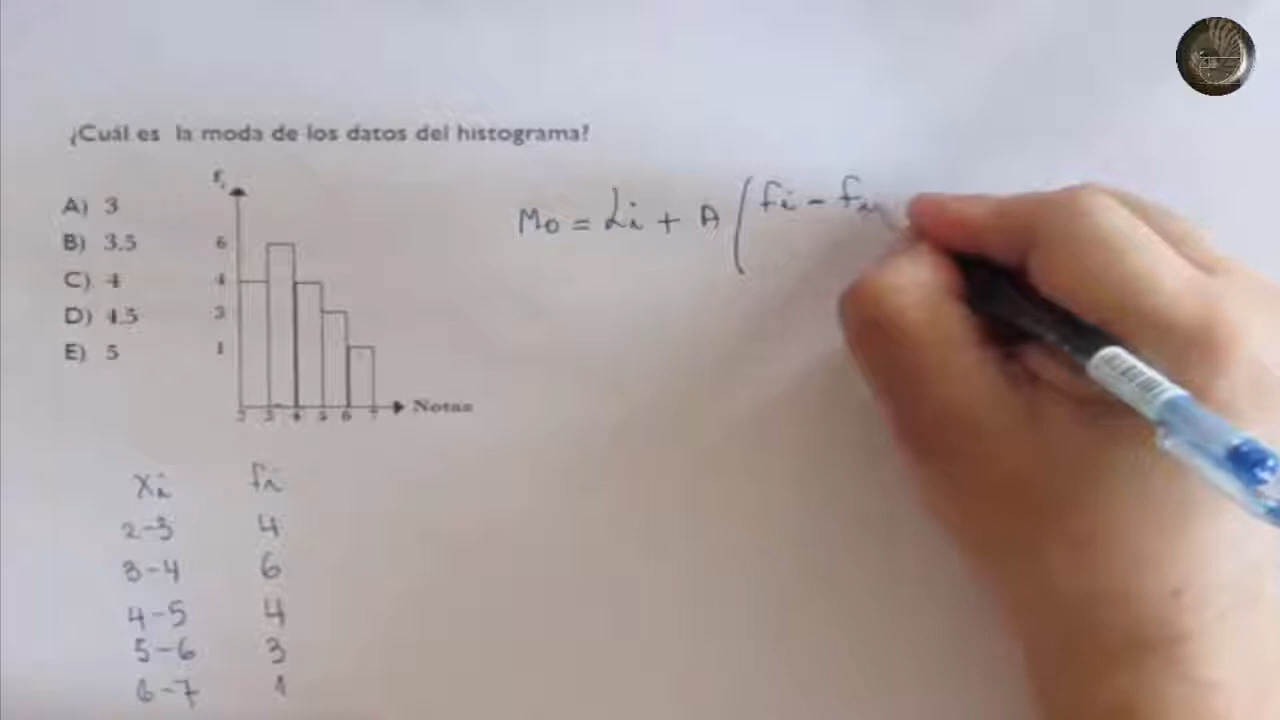 ¿Cuál es la moda de los datos del histograma?
A) 3
B) 3.5
C) 4
D) 4.5
E) 5
fi
6
4
3
1
2 3 4 5 6 7 Notas
Mo = Li + A ( fi - f
xi fi
2-3 4
3-4 6
4-5 4
5-6 3
6-7 1